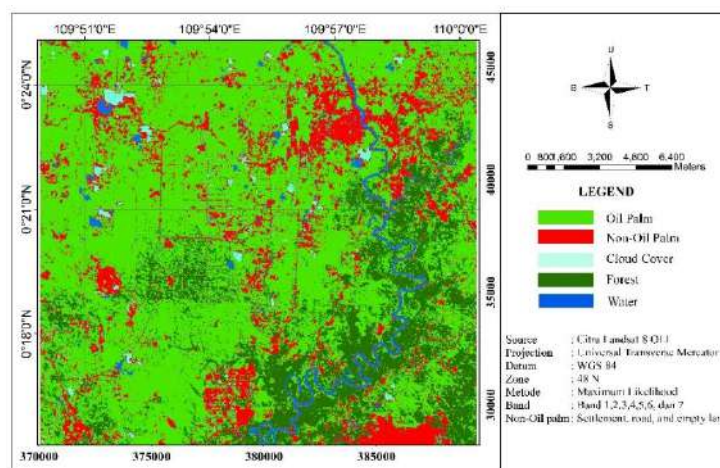 109°51'0"E 109°54'0"E 109°57'0"E 110°0'0"E
0°24'0"N
0°21'0"N
0°18'0"N
45000
40000
35000
30000
370000 375000 380000 385000
U
B T
S
0 800 1,600 3,200 4,800 6,400
Meters
LEGEND
Oil Palm
Non-Oil Palm
Cloud Cover
Forest
Water
Source : Citra Landsat 8 OLI
Projection : Universal Transverse Mercator
Datum : WGS 84
Zone : 48 N
Metode : Maximum Likelihood
Band : Band 1,2,3,4,5,6, dan 7
Non-Oil palm : Settlement, road, and empty lan